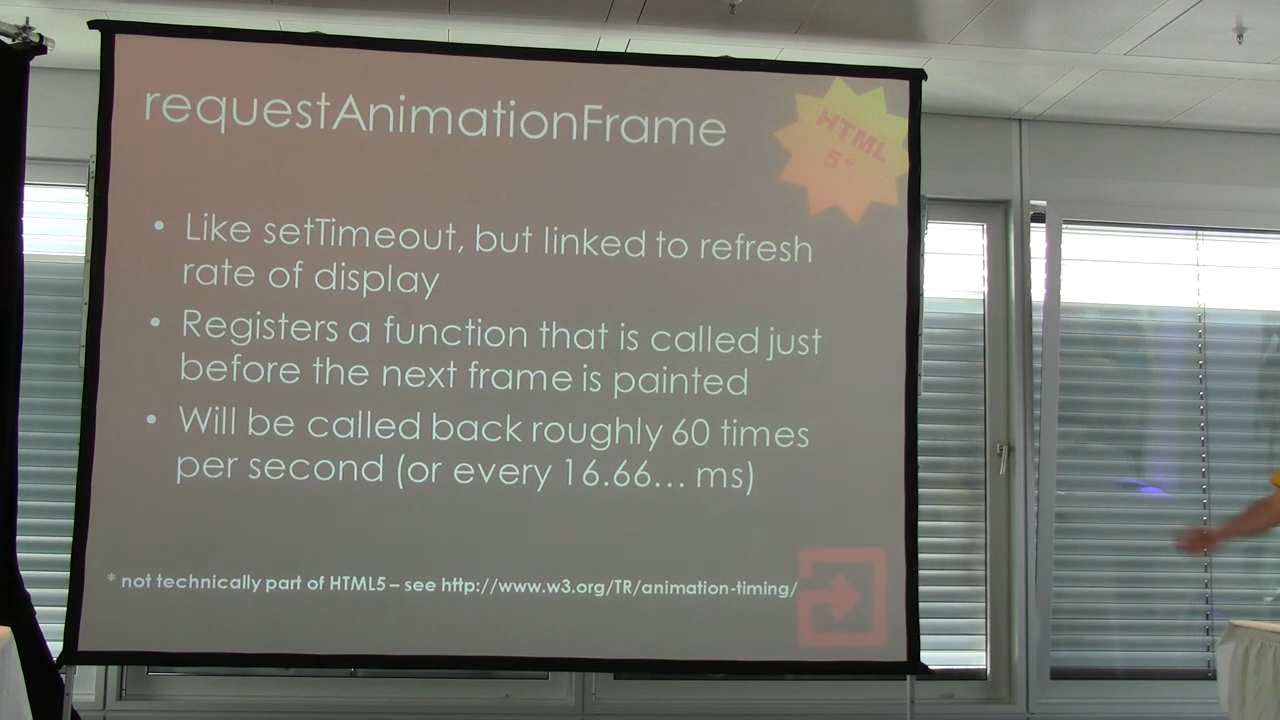 requestAnimationFrame
HTML
5*
• Like setTimeout, but linked to refresh
rate of display
• Registers a function that is called just
before the next frame is painted
• Will be called back roughly 60 times
per second (or every 16.66... ms)
* not technically part of HTML5 – see http://www.w3.org/TR/animation-timing/